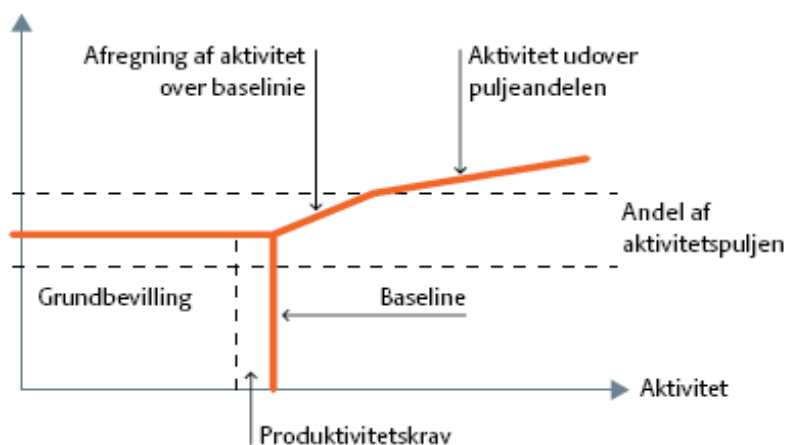 Afregning af aktivitet
over baselinie
Aktivitet udover
puljeandelen
Andel af
aktivitetspuljen
Grundbevilling
Baseline
Aktivitet
Produktivitetskrav